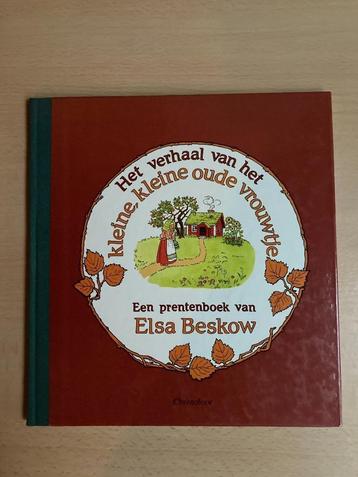 Het verhaal van het
kleine, kleine oude vrouwtje
Een prentenboek van
Elsa Beskow
Christofoor